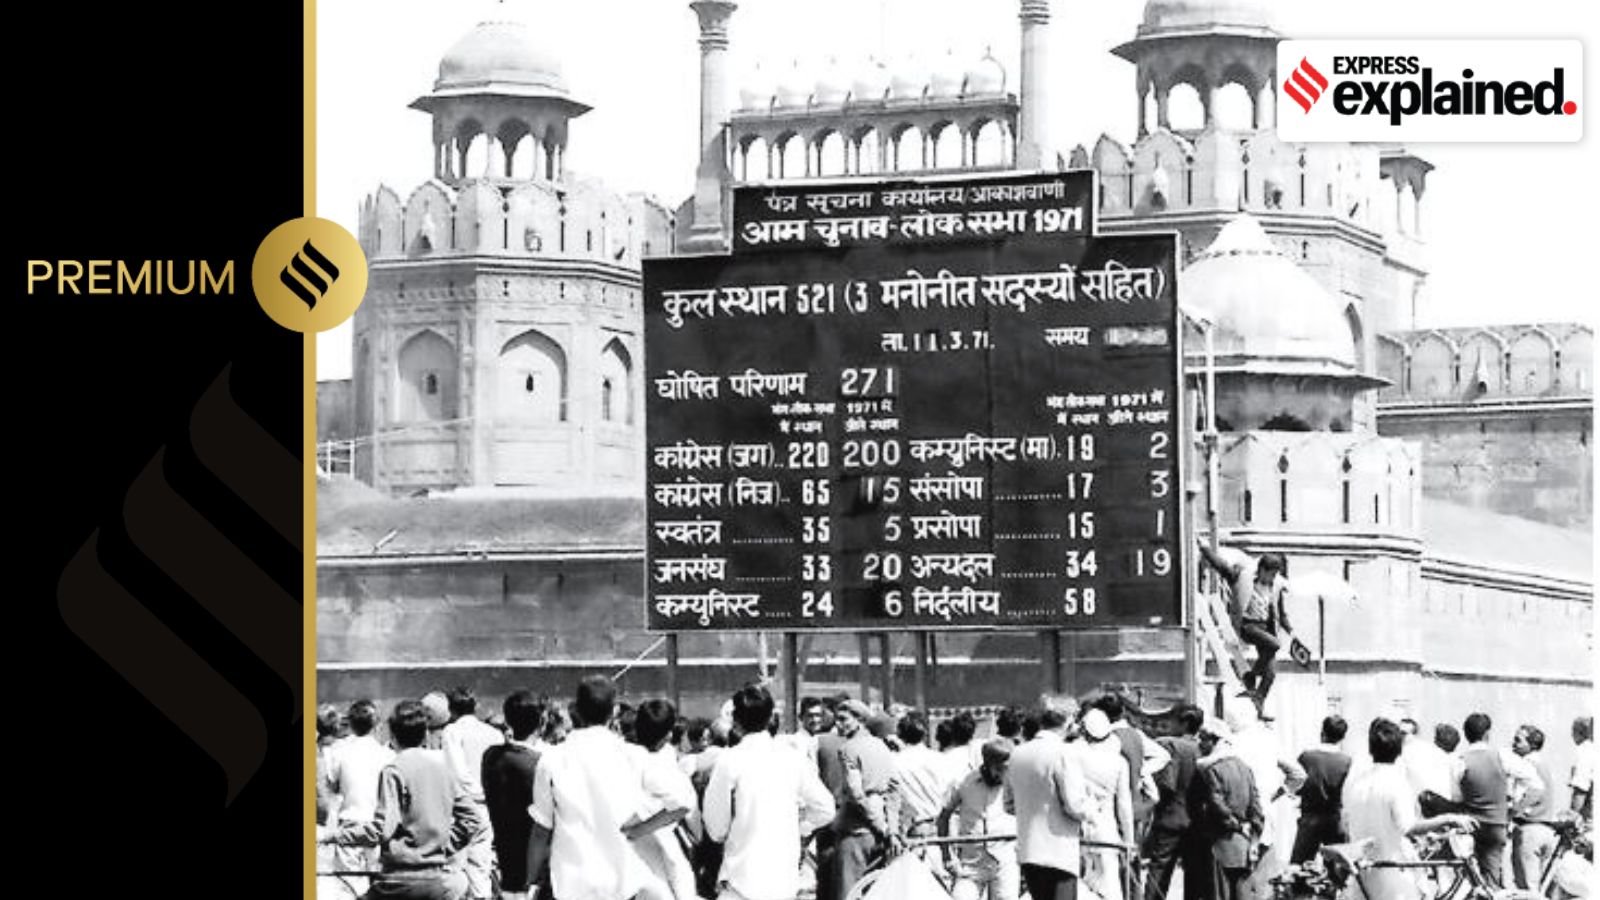 PREMIUM
EXPRESS
explained.
पत्र सूचना कार्यालय/आकाशवाणी
आम चुनाव-लोक सभा 1971
कुल स्थान 521 (3 मनोनीत सदस्यों सहित)
ता. 11.3.71. समय
घोषित परिणाम 271
1971 में 1971 में
में स्थान जीते स्थान में स्थान जीते स्थान
कांग्रेस (जग).. 220 200 कम्युनिस्ट (मा). 19 2
कांग्रेस (निज).. 65 15 संसोपा ............ 17 3
स्वतंत्र ........... 35 5 प्रसोपा ............ 15 1
जनसंघ ........... 33 20 अन्यदल .......... 34 19
कम्युनिस्ट ..... 24 6 निर्दलीय ......... 58